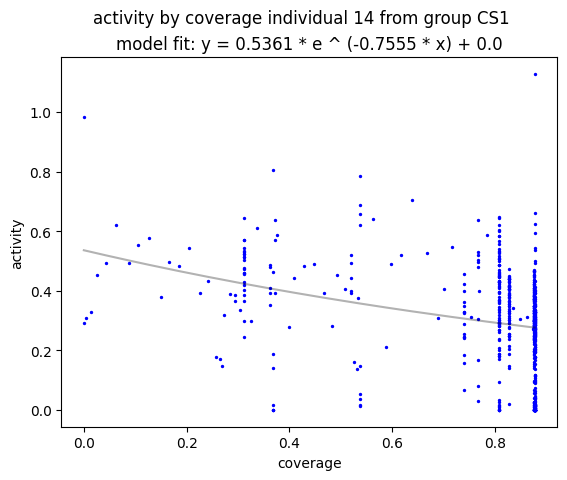 activity by coverage individual 14 from group CS1
model fit: y = 0.5361 * e ^ (-0.7555 * x) + 0.0
activity
1.0
0.8
0.6
0.4
0.2
0.0
0.0 0.2 0.4 0.6 0.8
coverage